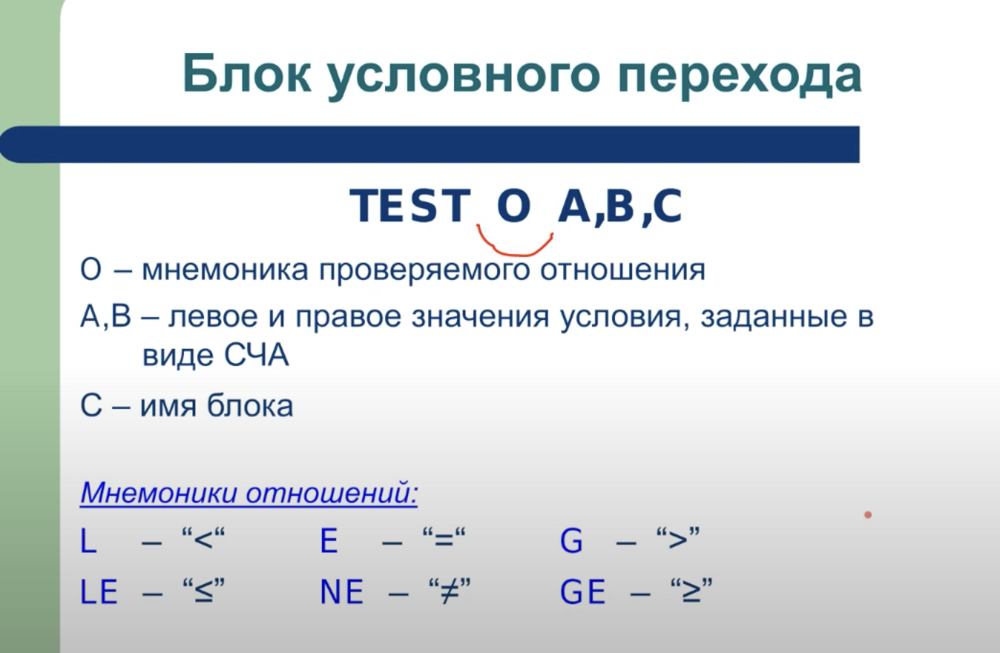 Блок условного перехода
TEST O A,B,C
О – мнемоника проверяемого отношения
А,В – левое и правое значения условия, заданные в
виде СЧА
С – имя блока
Мнемоники отношений:
L – “<“ E – “=“ G – “>”
LE – “≤” NE – “≠” GE – “≥”